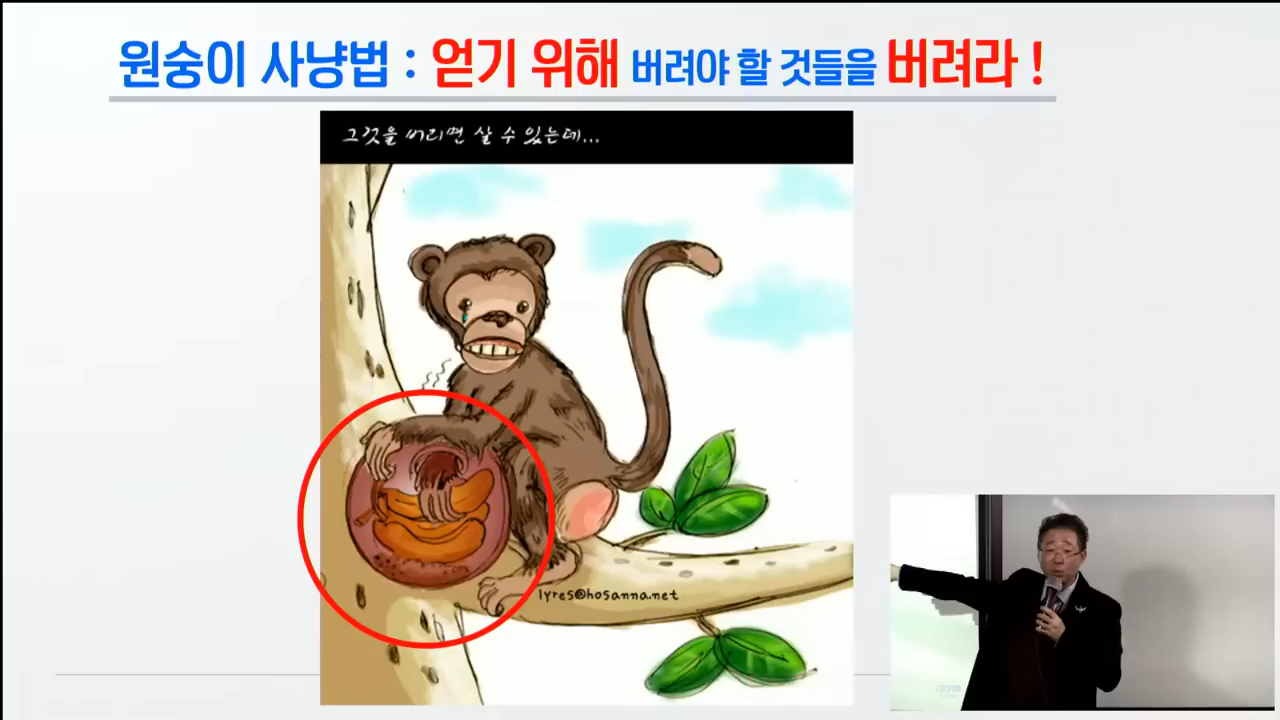 원숭이 사냥법 : 얻기 위해 버려야 할 것들을 버려라 !
그것을 버리면 살 수 있는데...
lyres@hosanna.net